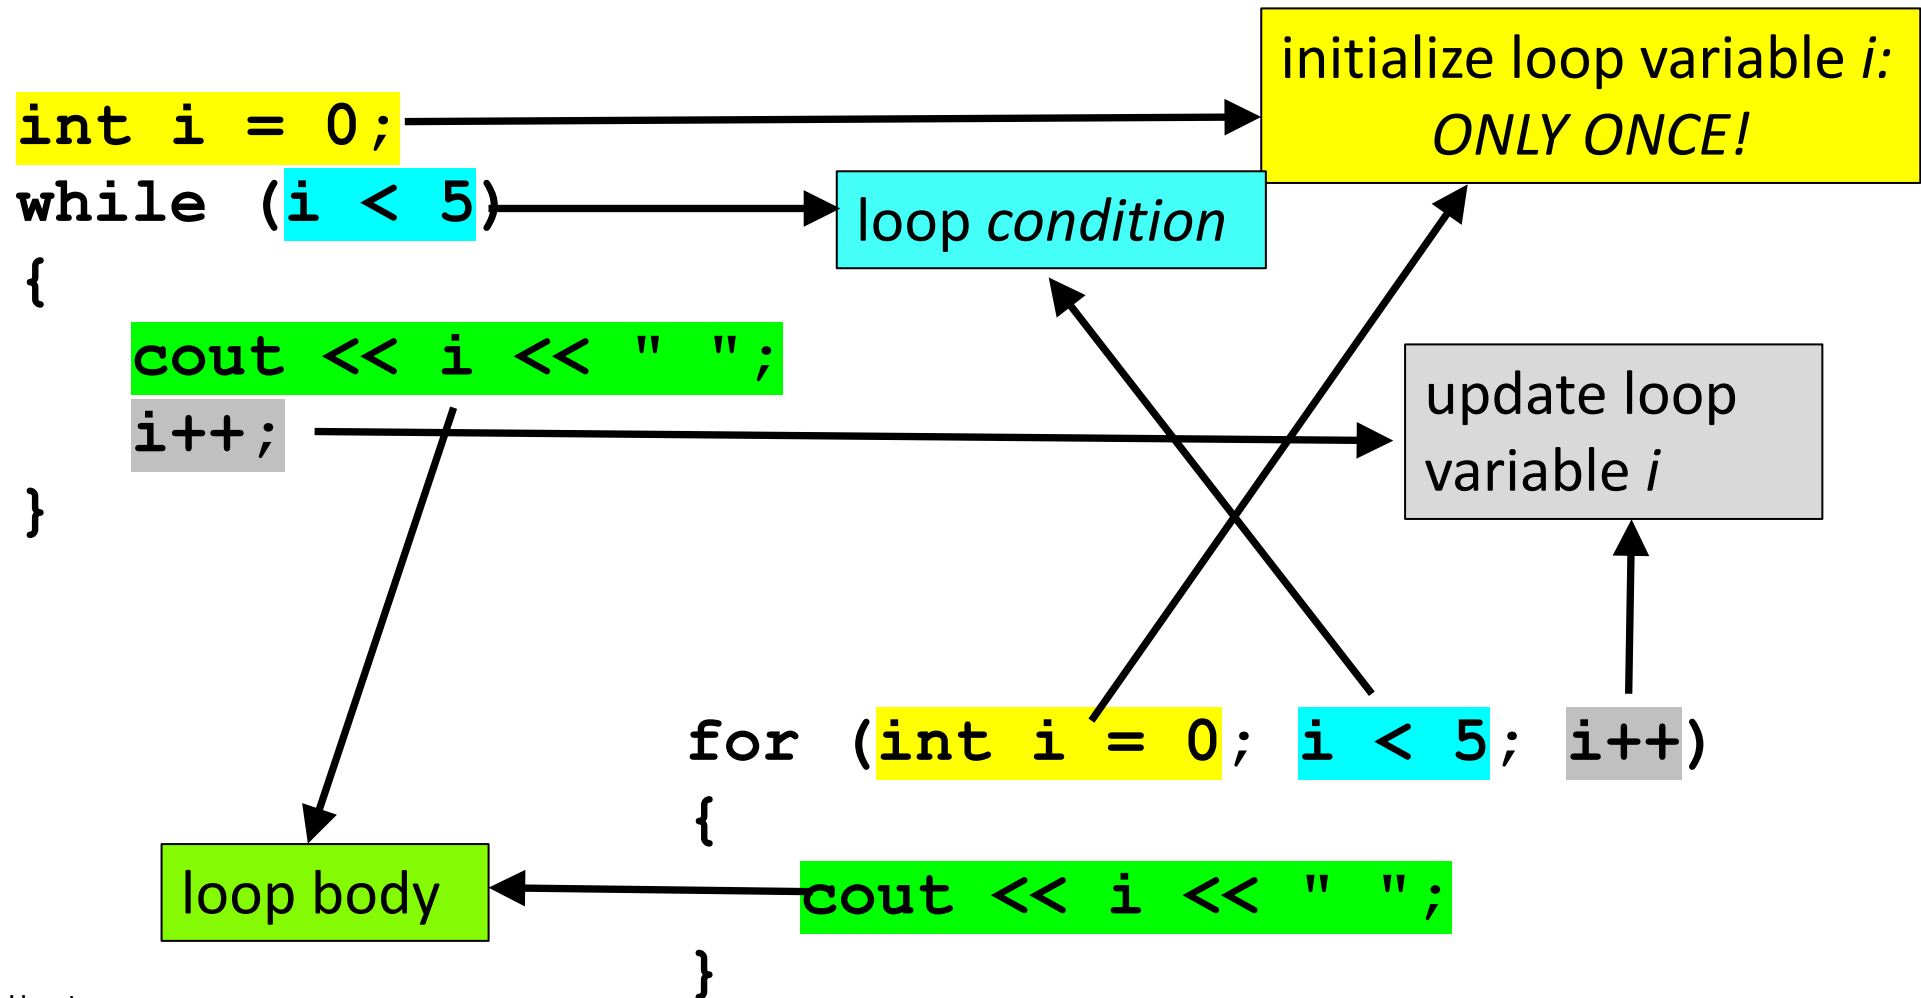 int i = 0;
while (i < 5)
{
cout << i << " ";
i++;
}
initialize loop variable i:
ONLY ONCE!
loop condition
update loop
variable i
for (int i = 0; i < 5; i++)
{
cout << i << " ";
}
loop body